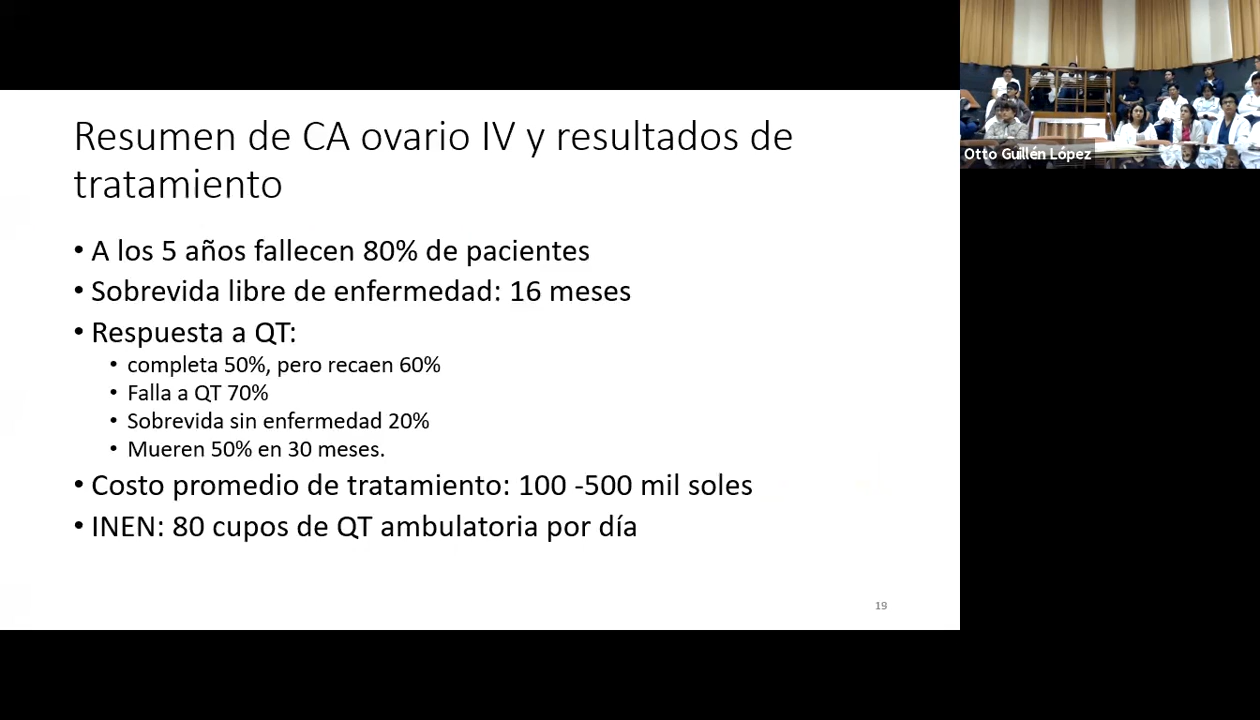 Resumen de CA ovario IV y resultados de
tratamiento
• A los 5 años fallecen 80% de pacientes
• Sobrevida libre de enfermedad: 16 meses
• Respuesta a QT:
• completa 50%, pero recaen 60%
• Falla a QT 70%
• Sobrevida sin enfermedad 20%
• Mueren 50% en 30 meses.
• Costo promedio de tratamiento: 100 -500 mil soles
• INEN: 80 cupos de QT ambulatoria por día
19
Otto Guillén López